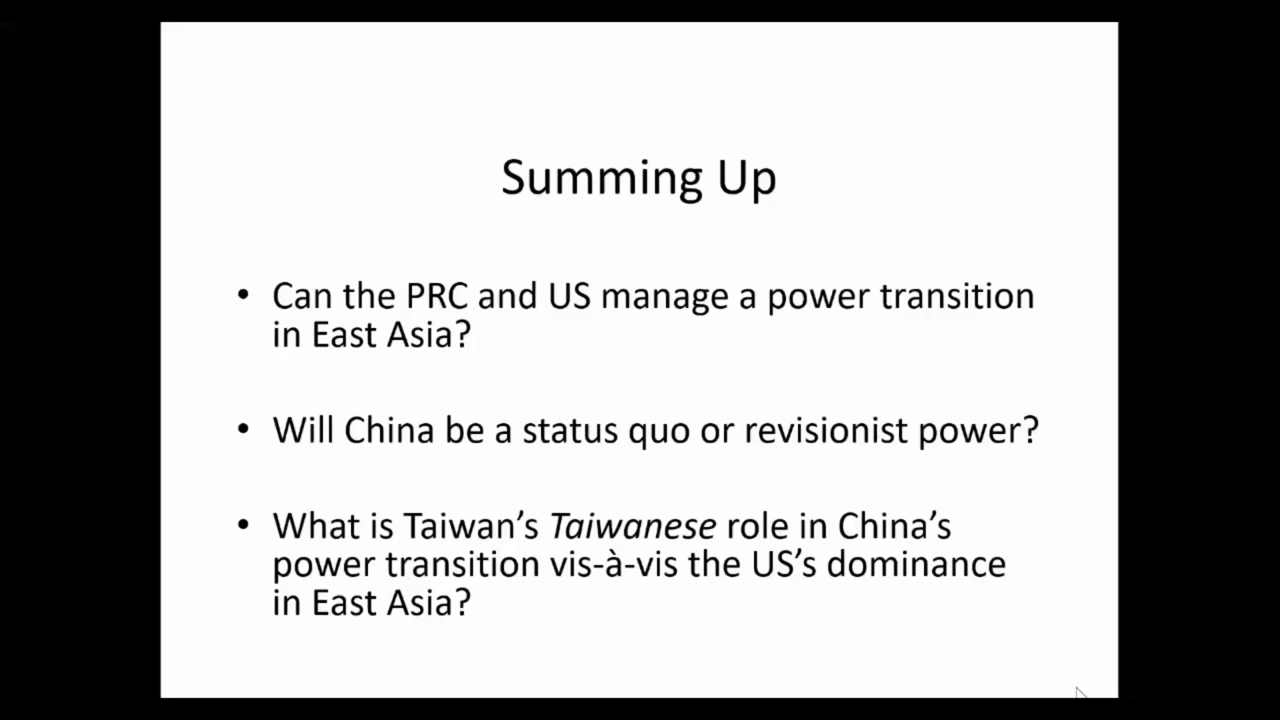 Summing Up
• Can the PRC and US manage a power transition
in East Asia?
• Will China be a status quo or revisionist power?
• What is Taiwan’s Taiwanese role in China’s
power transition vis-à-vis the US’s dominance
in East Asia?